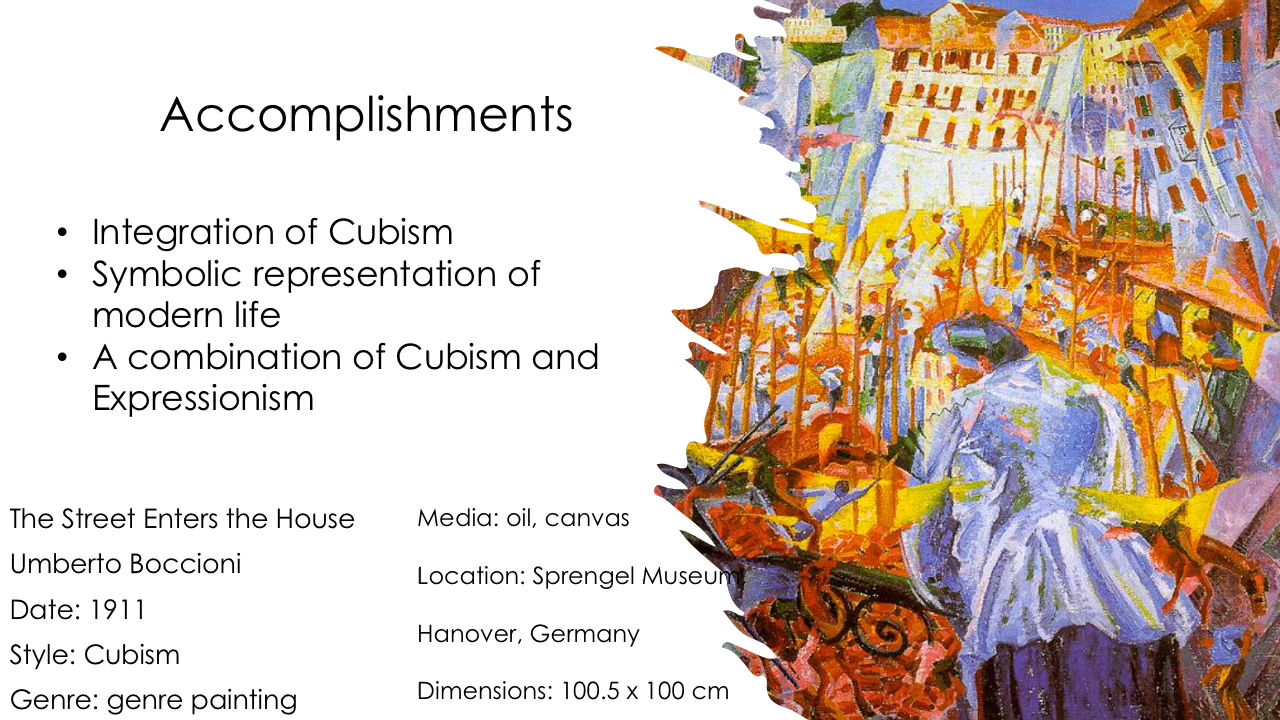 Accomplishments
• Integration of Cubism
• Symbolic representation of
modern life
• A combination of Cubism and
Expressionism
The Street Enters the House
Umberto Boccioni
Date: 1911
Style: Cubism
Genre: genre painting
Media: oil, canvas
Location: Sprengel Museum,
Hanover, Germany
Dimensions: 100.5 x 100 cm